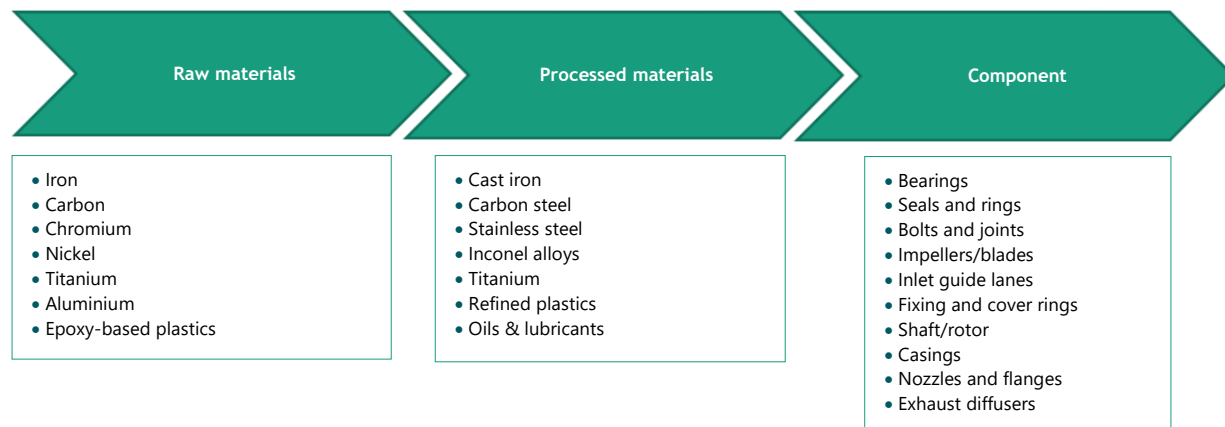 Raw materials
Processed materials
Component
• Iron
• Carbon
• Chromium
• Nickel
• Titanium
• Aluminium
• Epoxy-based plastics
• Cast iron
• Carbon steel
• Stainless steel
• Inconel alloys
• Titanium
• Refined plastics
• Oils & lubricants
• Bearings
• Seals and rings
• Bolts and joints
• Impellers/blades
• Inlet guide lanes
• Fixing and cover rings
• Shaft/rotor
• Casings
• Nozzles and flanges
• Exhaust diffusers